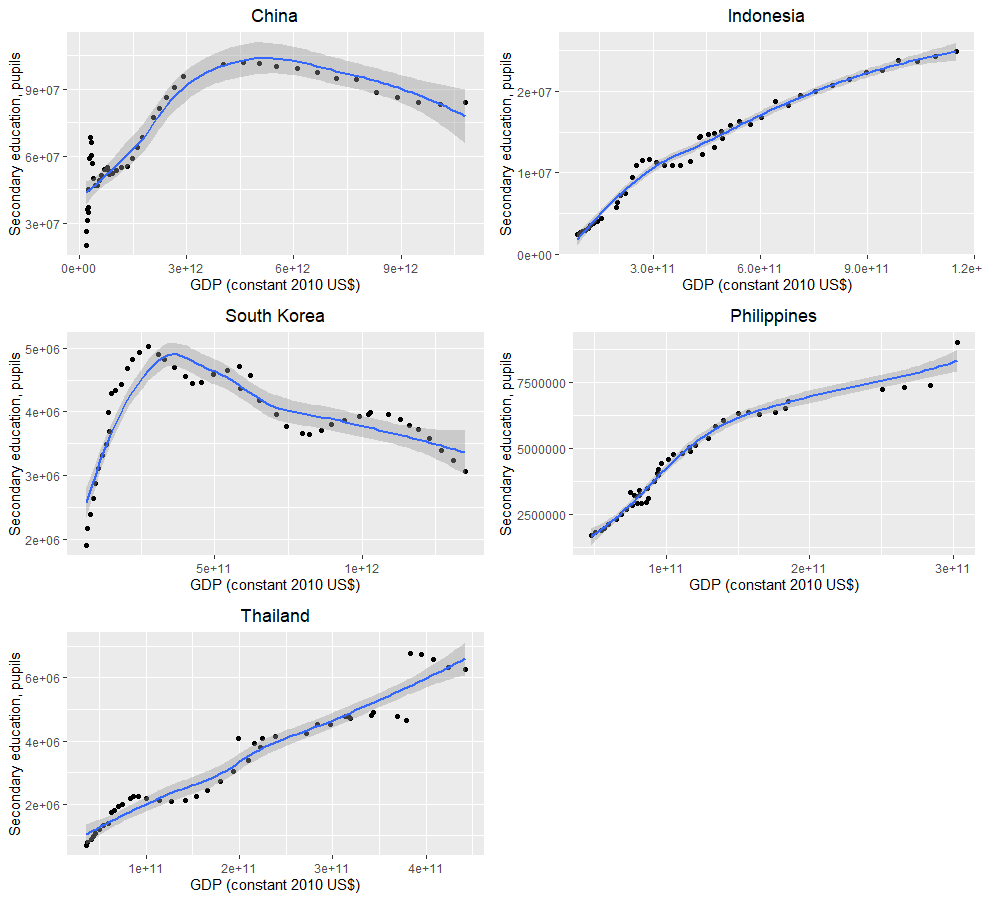 China
Secondary education, pupils
9e+07
6e+07
3e+07
0e+00 3e+12 6e+12 9e+12
GDP (constant 2010 US$)
Indonesia
Secondary education, pupils
2e+07
1e+07
0e+00
3.0e+11 6.0e+11 9.0e+11 1.2e+
GDP (constant 2010 US$)
South Korea
Secondary education, pupils
5e+06
4e+06
3e+06
2e+06
5e+11 1e+12
GDP (constant 2010 US$)
Philippines
Secondary education, pupils
7500000
5000000
2500000
1e+11 2e+11 3e+11
GDP (constant 2010 US$)
Thailand
Secondary education, pupils
6e+06
4e+06
2e+06
1e+11 2e+11 3e+11 4e+11
GDP (constant 2010 US$)